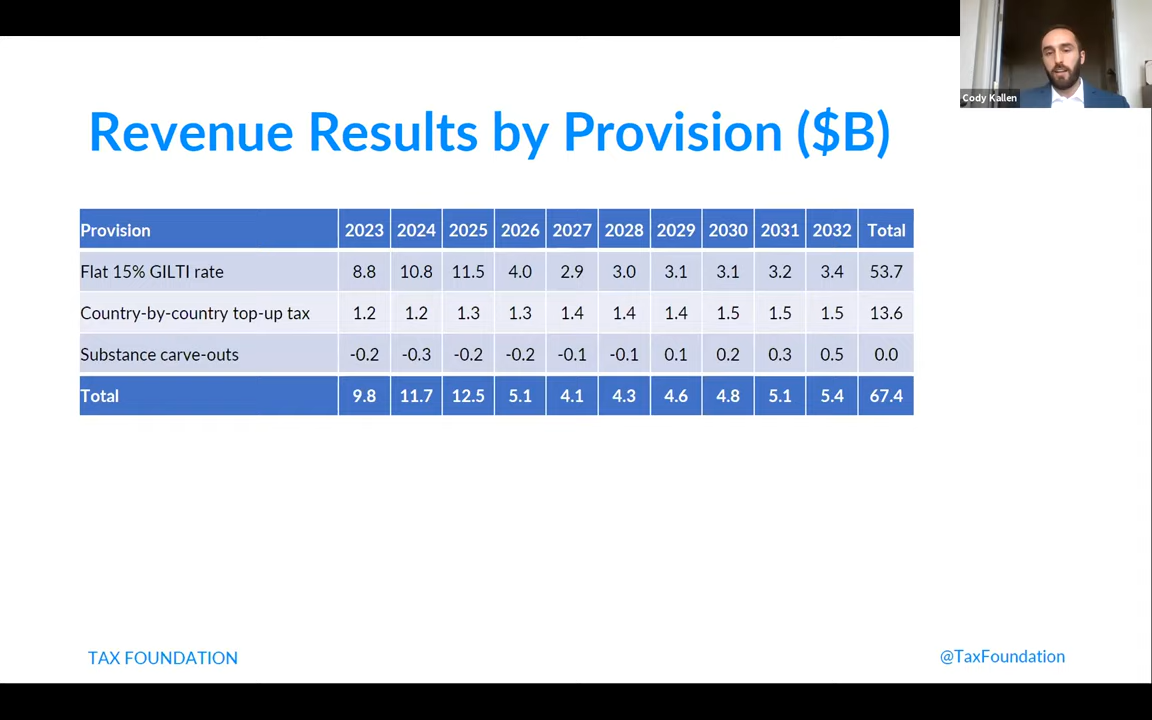 Cody Kallen
Revenue Results by Provision ($B)
Provision 2023 2024 2025 2026 2027 2028 2029 2030 2031 2032 Total
Flat 15% GILTI rate 8.8 10.8 11.5 4.0 2.9 3.0 3.1 3.1 3.2 3.4 53.7
Country-by-country top-up tax 1.2 1.2 1.3 1.3 1.4 1.4 1.4 1.5 1.5 1.5 13.6
Substance carve-outs -0.2 -0.3 -0.2 -0.2 -0.1 -0.1 0.1 0.2 0.3 0.5 0.0
Total 9.8 11.7 12.5 5.1 4.1 4.3 4.6 4.8 5.1 5.4 67.4
TAX FOUNDATION @TaxFoundation